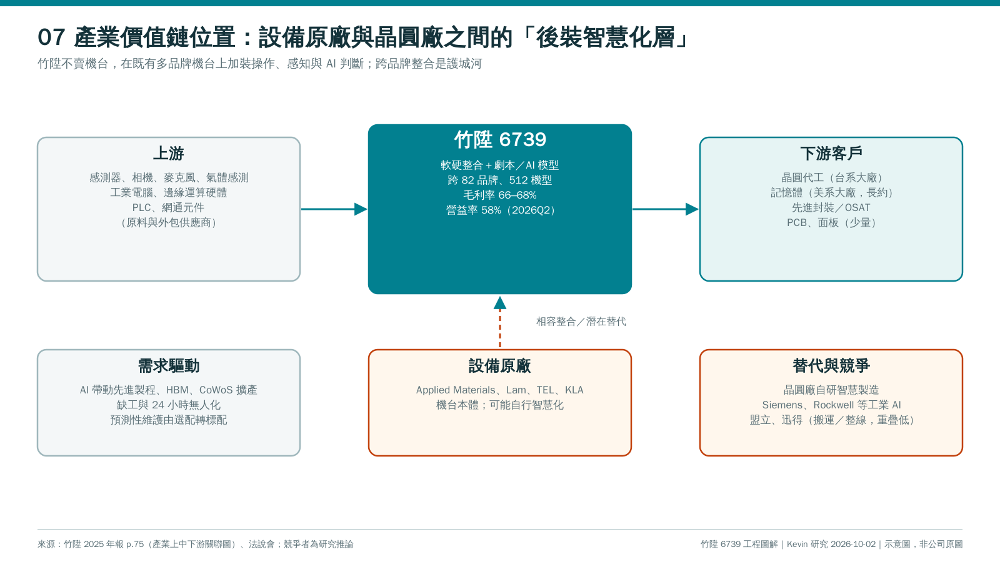 07 產業價值鏈位置：設備原廠與晶圓廠之間的「後裝智慧化層」
竹陞不賣機台，在既有多品牌機台上加裝操作、感知與 AI 判斷；跨品牌整合是護城河
上游
感測器、相機、麥克風、氣體感測
工業電腦、邊緣運算硬體
PLC、網通元件
（原料與外包供應商）
竹陞 6739
軟硬整合＋劇本／AI 模型
跨 82 品牌、512 機型
毛利率 66–68%
營益率 58%（2026Q2）
下游客戶
晶圓代工（台系大廠）
記憶體（美系大廠，長約）
先進封裝／OSAT
PCB、面板（少量）
相容整合／潛在替代
需求驅動
AI 帶動先進製程、HBM、CoWoS 擴產
缺工與 24 小時無人化
預測性維護由選配轉標配
設備原廠
Applied Materials、Lam、TEL、KLA
機台本體；可能自行智慧化
替代與競爭
晶圓廠自研智慧製造
Siemens、Rockwell 等工業 AI
盟立、迅得（搬運／整線，重疊低）
來源：竹陞 2025 年報 p.75（產業上中下游關聯圖）、法說會；競爭者為研究推論
竹陞 6739 工程圖解｜Kevin 研究 2026-10-02｜示意圖，非公司原圖